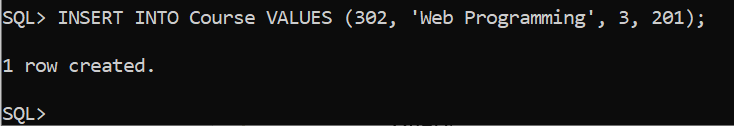 SQL> INSERT INTO Course VALUES (302, 'Web Programming', 3, 201);
1 row created.
SQL>